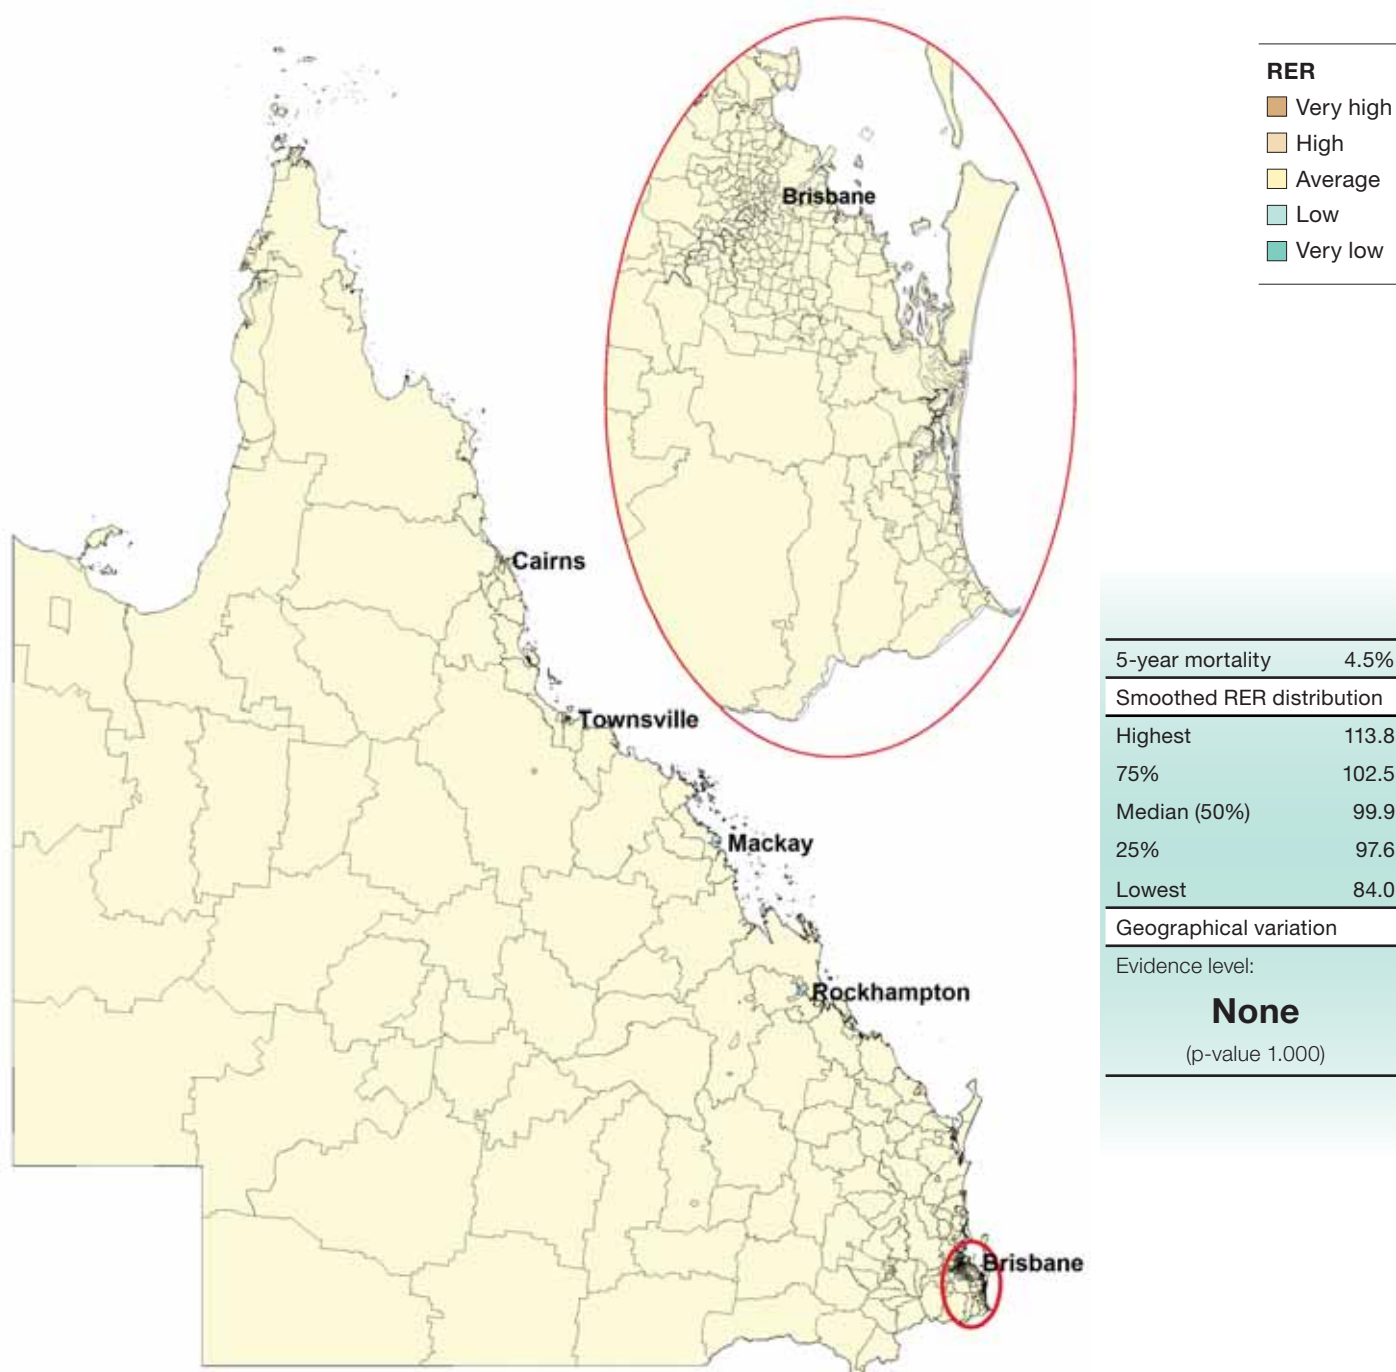 Brisbane
Cairns
Townsville
Mackay
Rockhampton
Brisbane
RER
Very high
High
Average
Low
Very low
5-year mortality 4.5%
Smoothed RER distribution
Highest 113.8
75% 102.5
Median (50%) 99.9
25% 97.6
Lowest 84.0
Geographical variation
Evidence level:
None
(p-value 1.000)